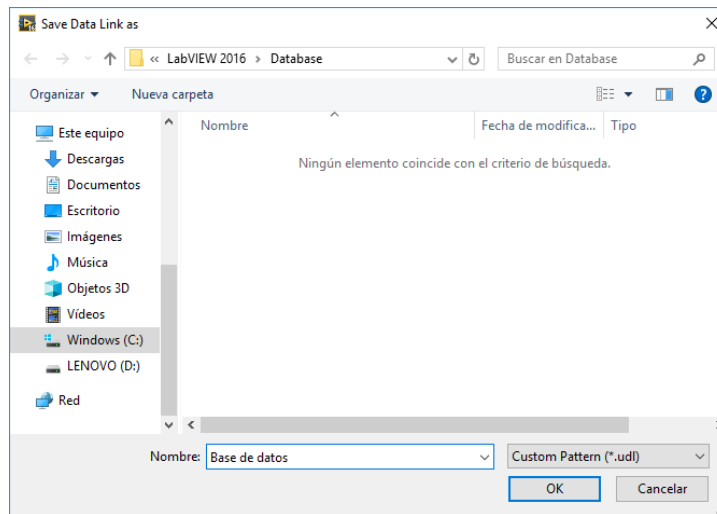 Save Data Link as
« LabVIEW 2016 > Database
Buscar en Database
Organizar
Nueva carpeta
Nombre
Fecha de modifica...
Tipo
Ningún elemento coincide con el criterio de búsqueda.
Este equipo
Descargas
Documentos
Escritorio
Imágenes
Música
Objetos 3D
Vídeos
Windows (C:)
LENOVO (D:)
Red
Nombre: Base de datos
Custom Pattern (*.udl)
OK
Cancelar